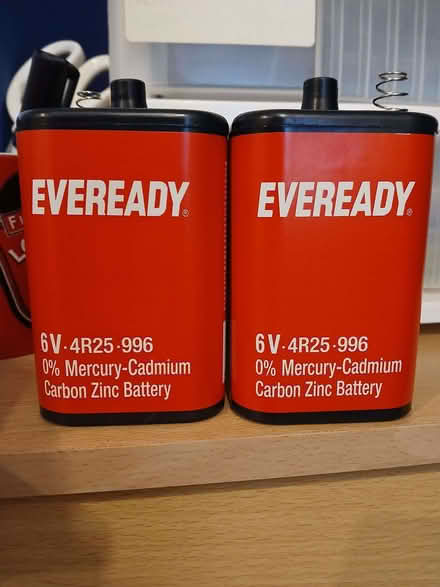 EVEREADY®
6V·4R25·996
0% Mercury-Cadmium
Carbon Zinc Battery
EVEREADY®
6V·4R25·996
0% Mercury-Cadmium
Carbon Zinc Battery